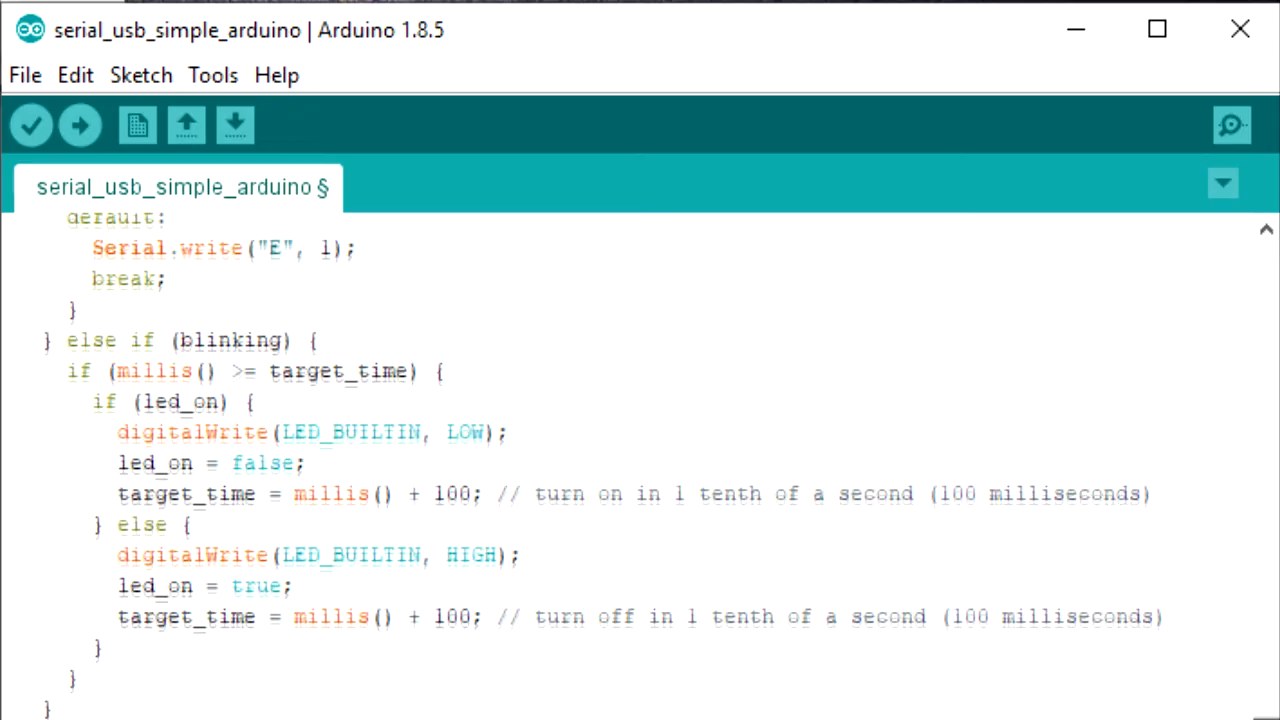 serial_usb_simple_arduino | Arduino 1.8.5
File Edit Sketch Tools Help
serial_usb_simple_arduino §
default:
Serial.write("E", 1);
break;
}
} else if (blinking) {
if (millis() >= target_time) {
if (led_on) {
digitalWrite(LED_BUILTIN, LOW);
led_on = false;
target_time = millis() + 100; // turn on in 1 tenth of a second (100 milliseconds)
} else {
digitalWrite(LED_BUILTIN, HIGH);
led_on = true;
target_time = millis() + 100; // turn off in 1 tenth of a second (100 milliseconds)
}
}
}